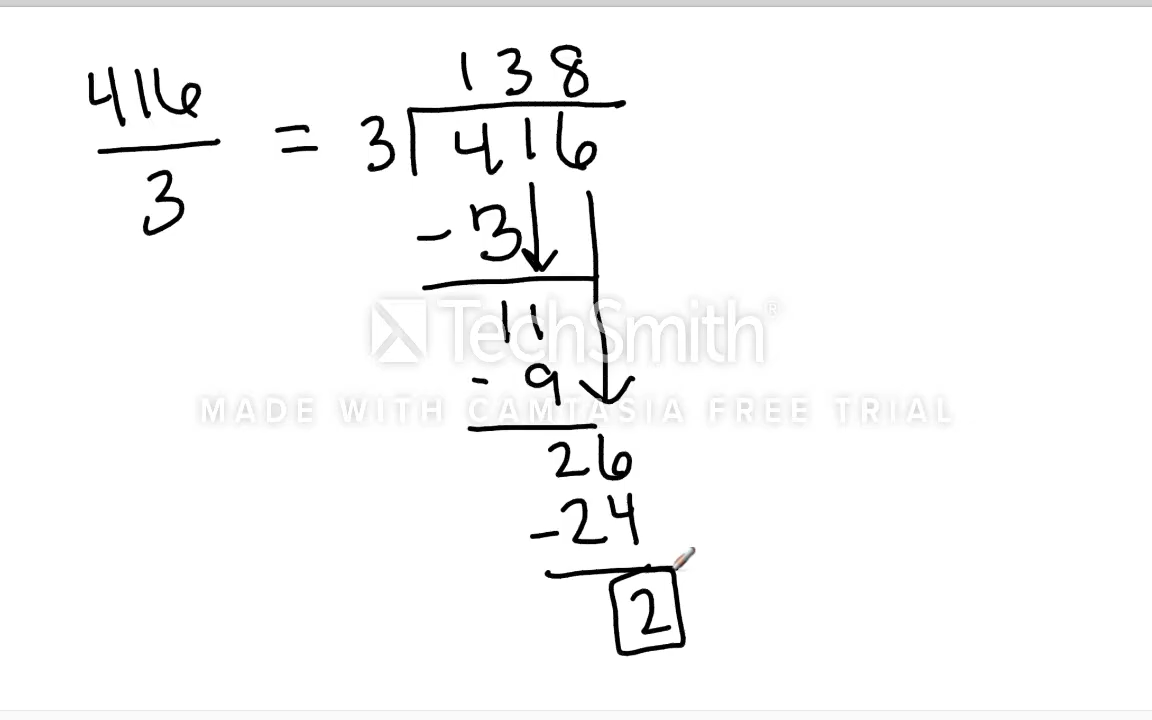 138
416/3 = 3)416
- 3
11
TechSmith®
- 9
MADE WITH CAMTASIA FREE TRIAL
26
-24
2